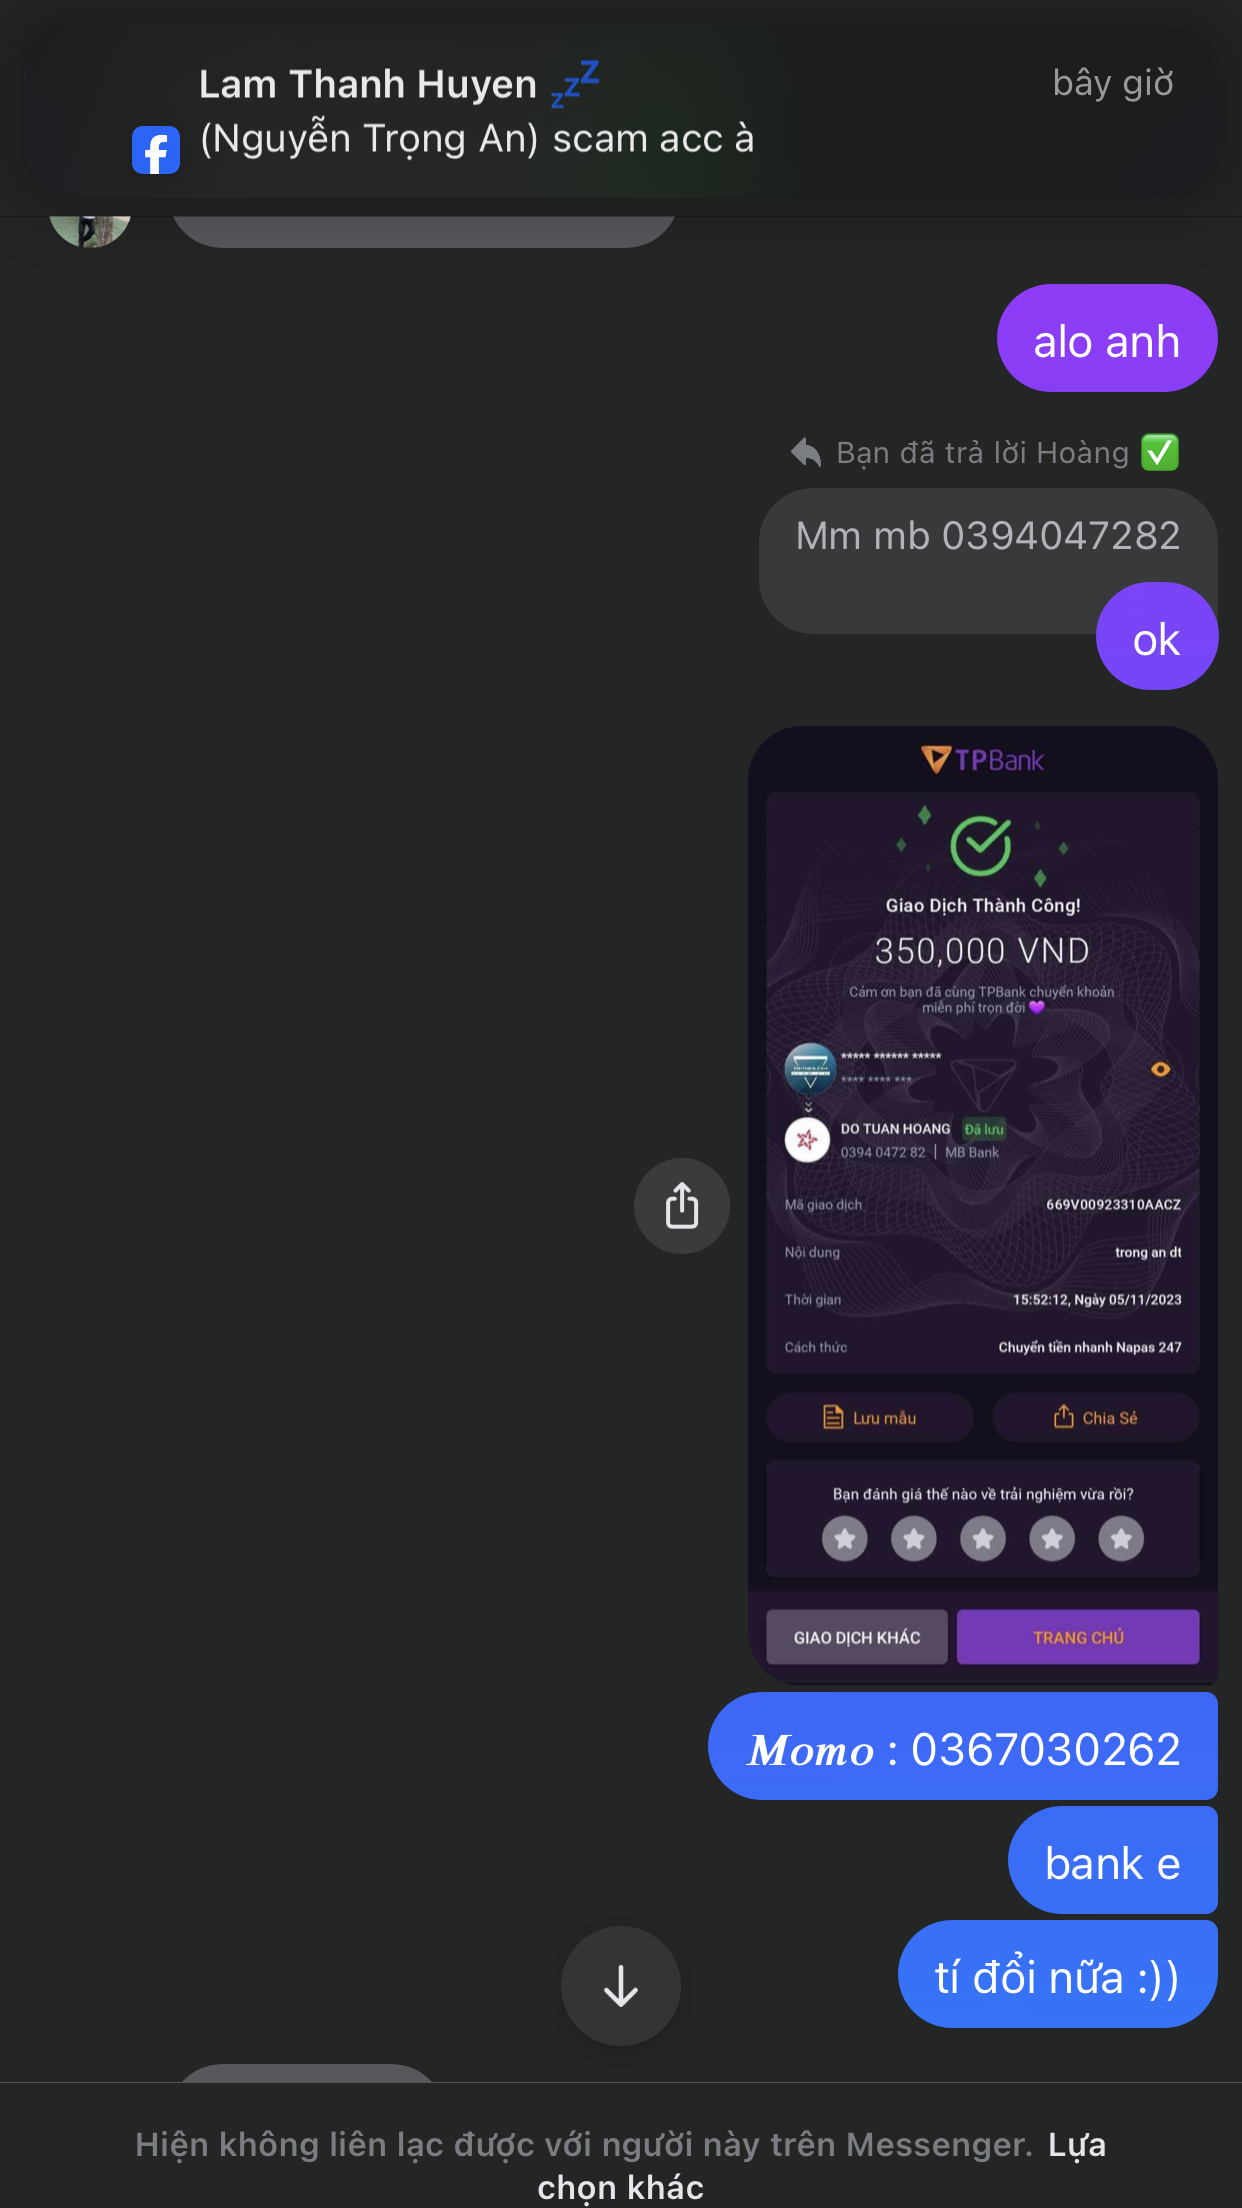 Lam Thanh Huyen 💤
bây giờ
(Nguyễn Trọng An) scam acc à
alo anh
Bạn đã trả lời Hoàng ✅
Mm mb 0394047282
ok
TPBank
Giao Dịch Thành Công!
350,000 VND
Cám ơn bạn đã cùng TPBank chuyển khoản
miễn phí trọn đời 💜
***** ****** *****
**** **** ***
DO TUAN HOANG Đã lưu
0394 0472 82 | MB Bank
Mã giao dịch 669V00923310AACZ
Nội dung trong an dt
Thời gian 15:52:12, Ngày 05/11/2023
Cách thức Chuyển tiền nhanh Napas 247
Lưu mẫu Chia Sẻ
Bạn đánh giá thế nào về trải nghiệm vừa rồi?
GIAO DỊCH KHÁC TRANG CHỦ
𝑴𝒐𝒎𝒐 : 0367030262
bank e
tí đổi nữa :))
Hiện không liên lạc được với người này trên Messenger. Lựa
chọn khác